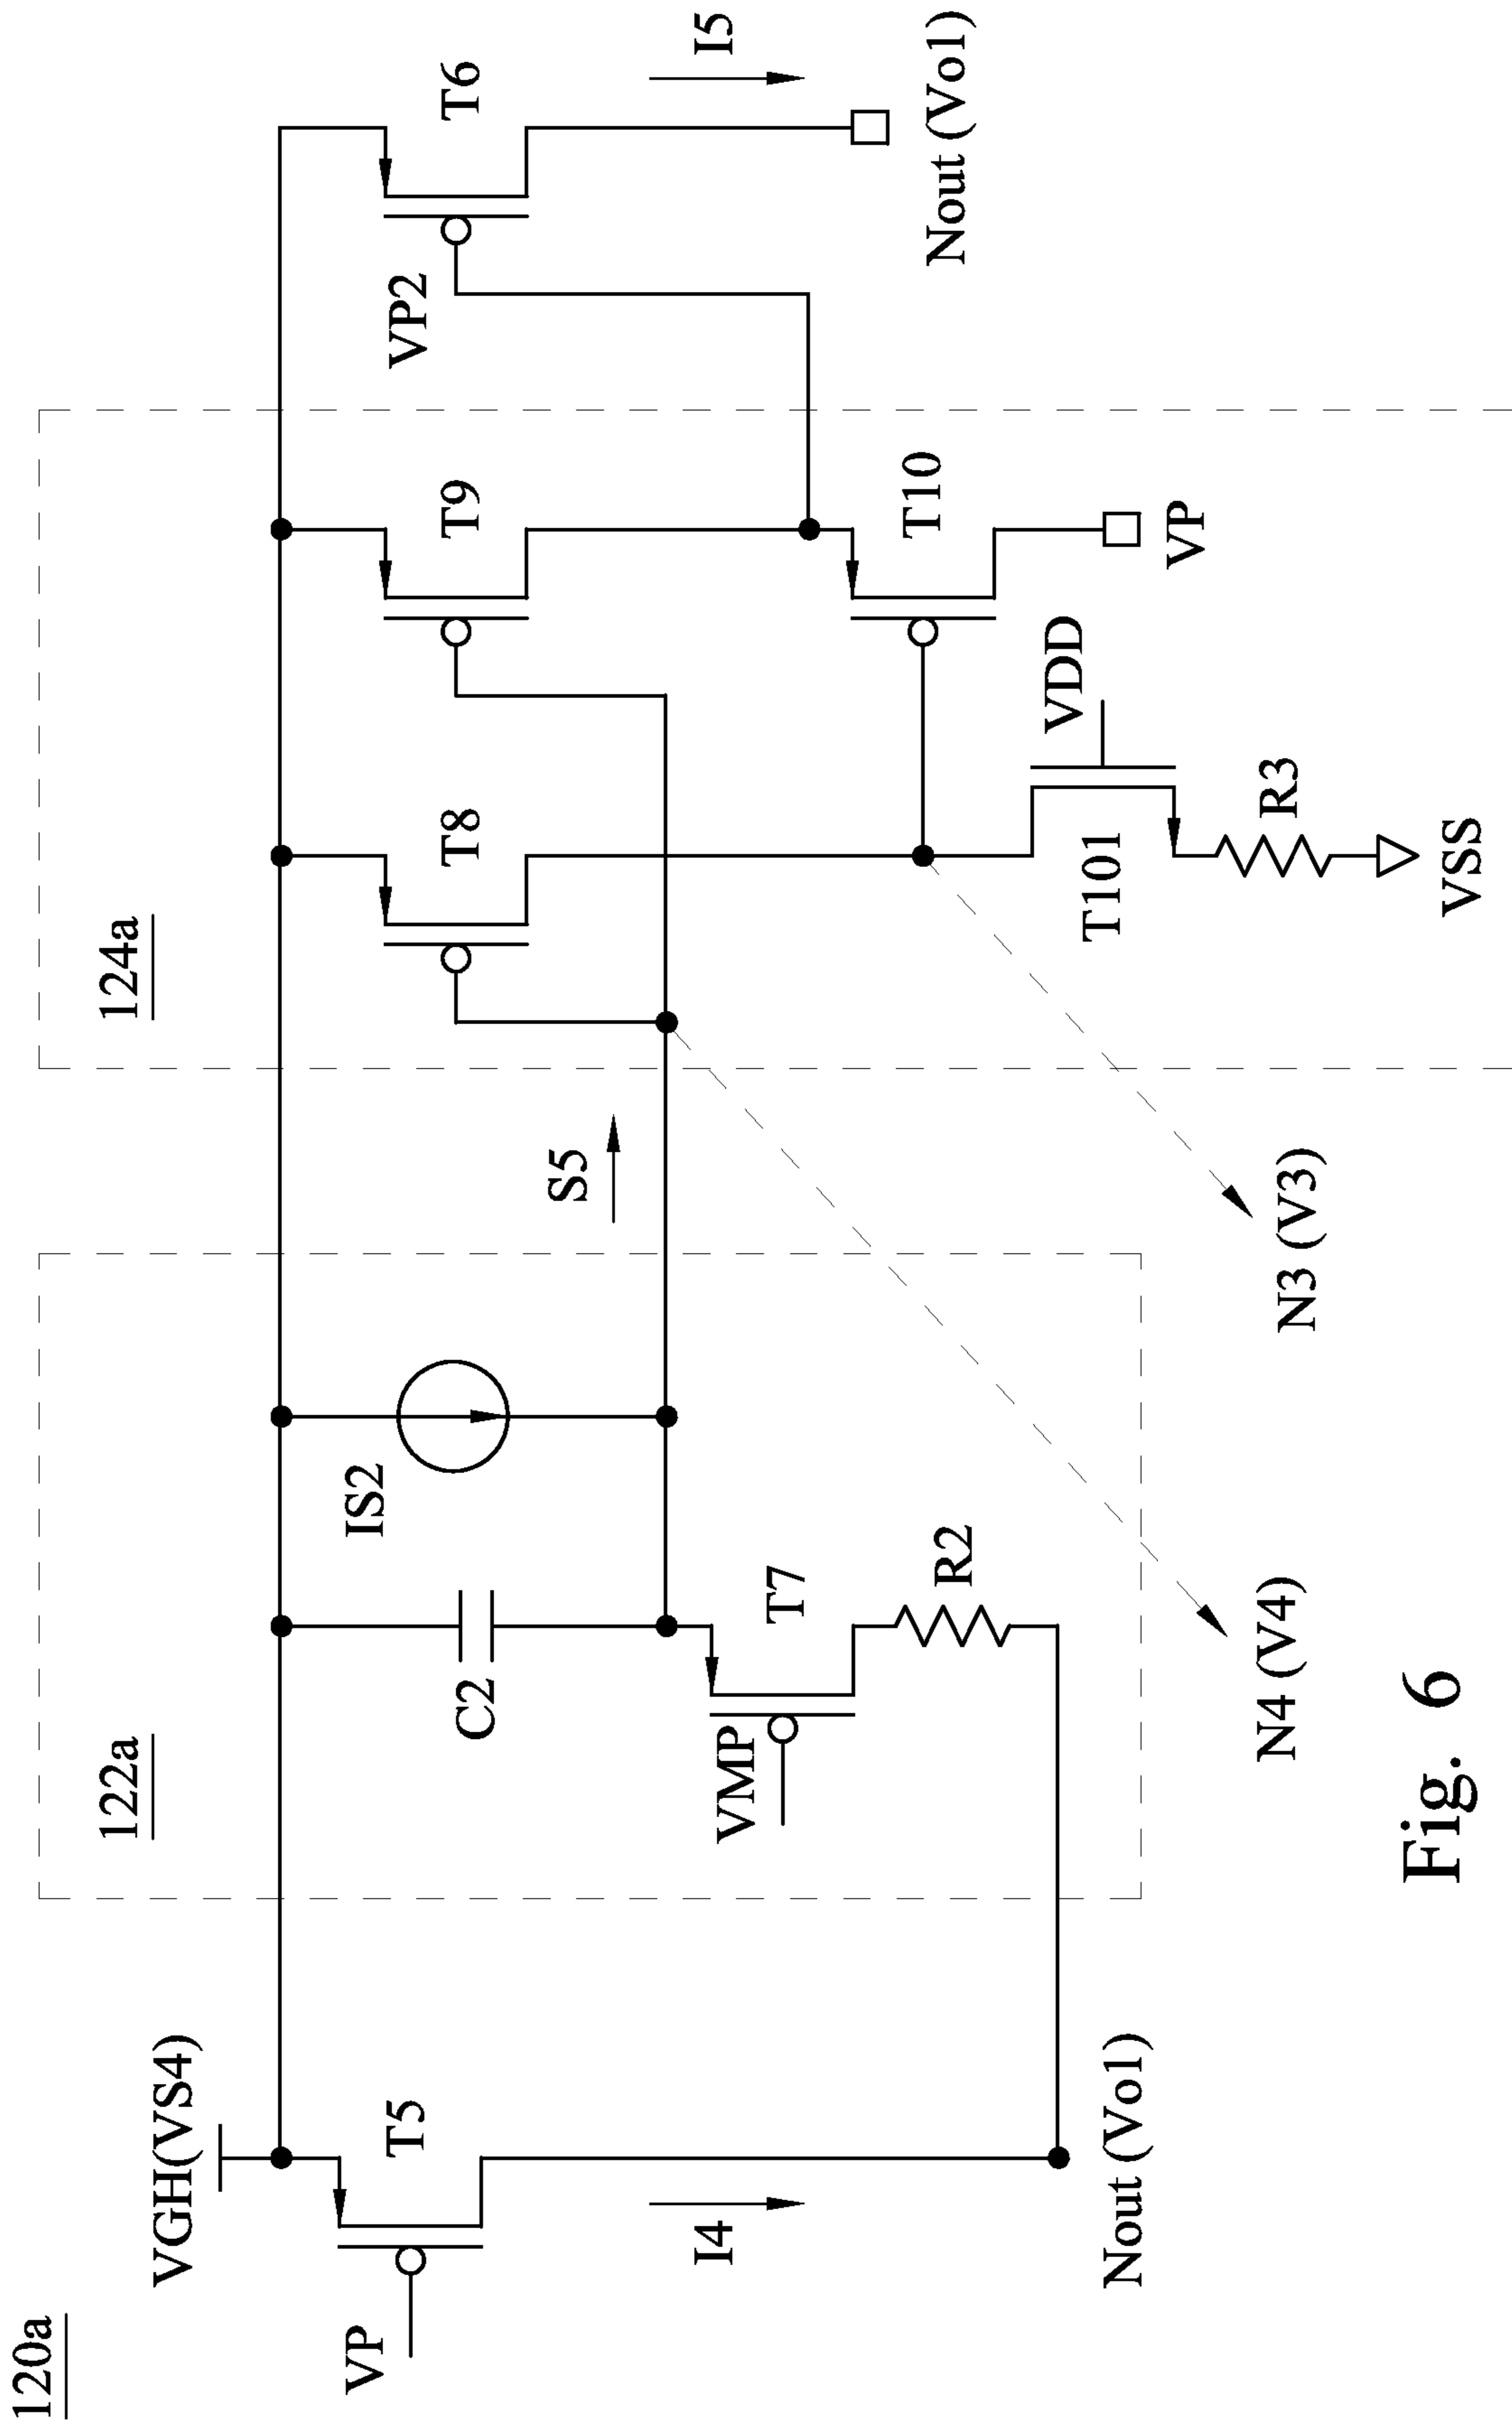 120a
122a
124a
VGH(VS4)
VP
T5
I4
Nout (Vo1)
C2
IS2
VMP
T7
R2
S5
T8
T9
VP2
T6
I5
Nout (Vo1)
T10
VP
VDD
T101
R3
VSS
N4 (V4)
N3 (V3)
Fig. 6